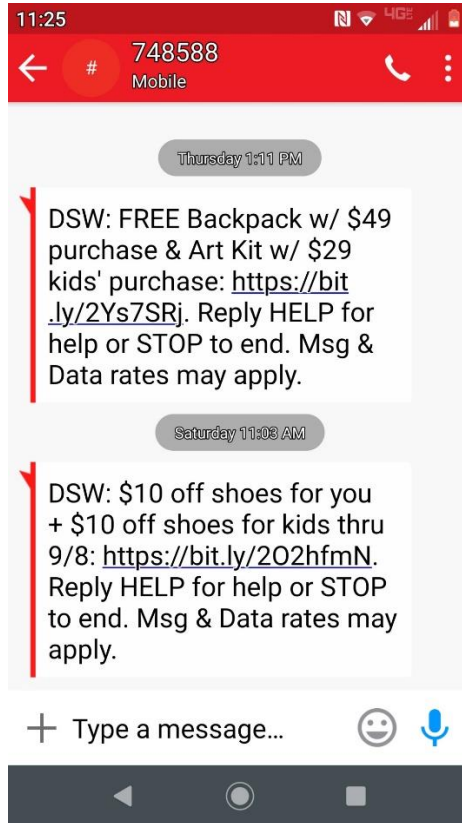 11:25
4GE
#
748588
Mobile
Thursday 1:11 PM
DSW: FREE Backpack w/ $49
purchase & Art Kit w/ $29
kids' purchase: https://bit
.ly/2Ys7SRj. Reply HELP for
help or STOP to end. Msg &
Data rates may apply.
Saturday 11:03 AM
DSW: $10 off shoes for you
+ $10 off shoes for kids thru
9/8: https://bit.ly/2O2hfmN.
Reply HELP for help or STOP
to end. Msg & Data rates may
apply.
Type a message...